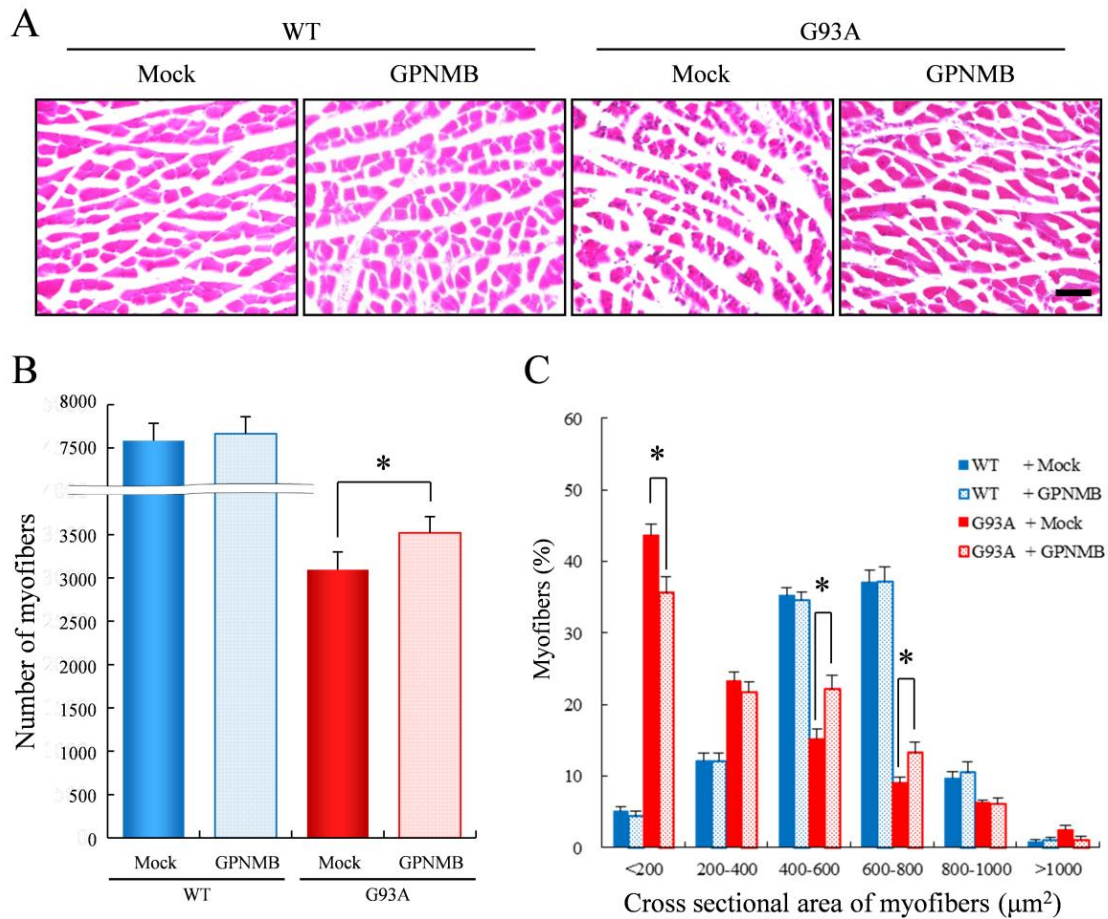 A
WT
G93A
Mock
GPNMB
Mock
GPNMB
B
Number of myofibers
8000
7500
3500
3000
2500
2000
1500
1000
500
0
Mock
GPNMB
Mock
GPNMB
WT
G93A
*
C
Myofibers (%)
60
50
40
30
20
10
0
*
*
*
WT + Mock
WT + GPNMB
G93A + Mock
G93A + GPNMB
<200
200-400
400-600
600-800
800-1000
>1000
Cross sectional area of myofibers (μm²)